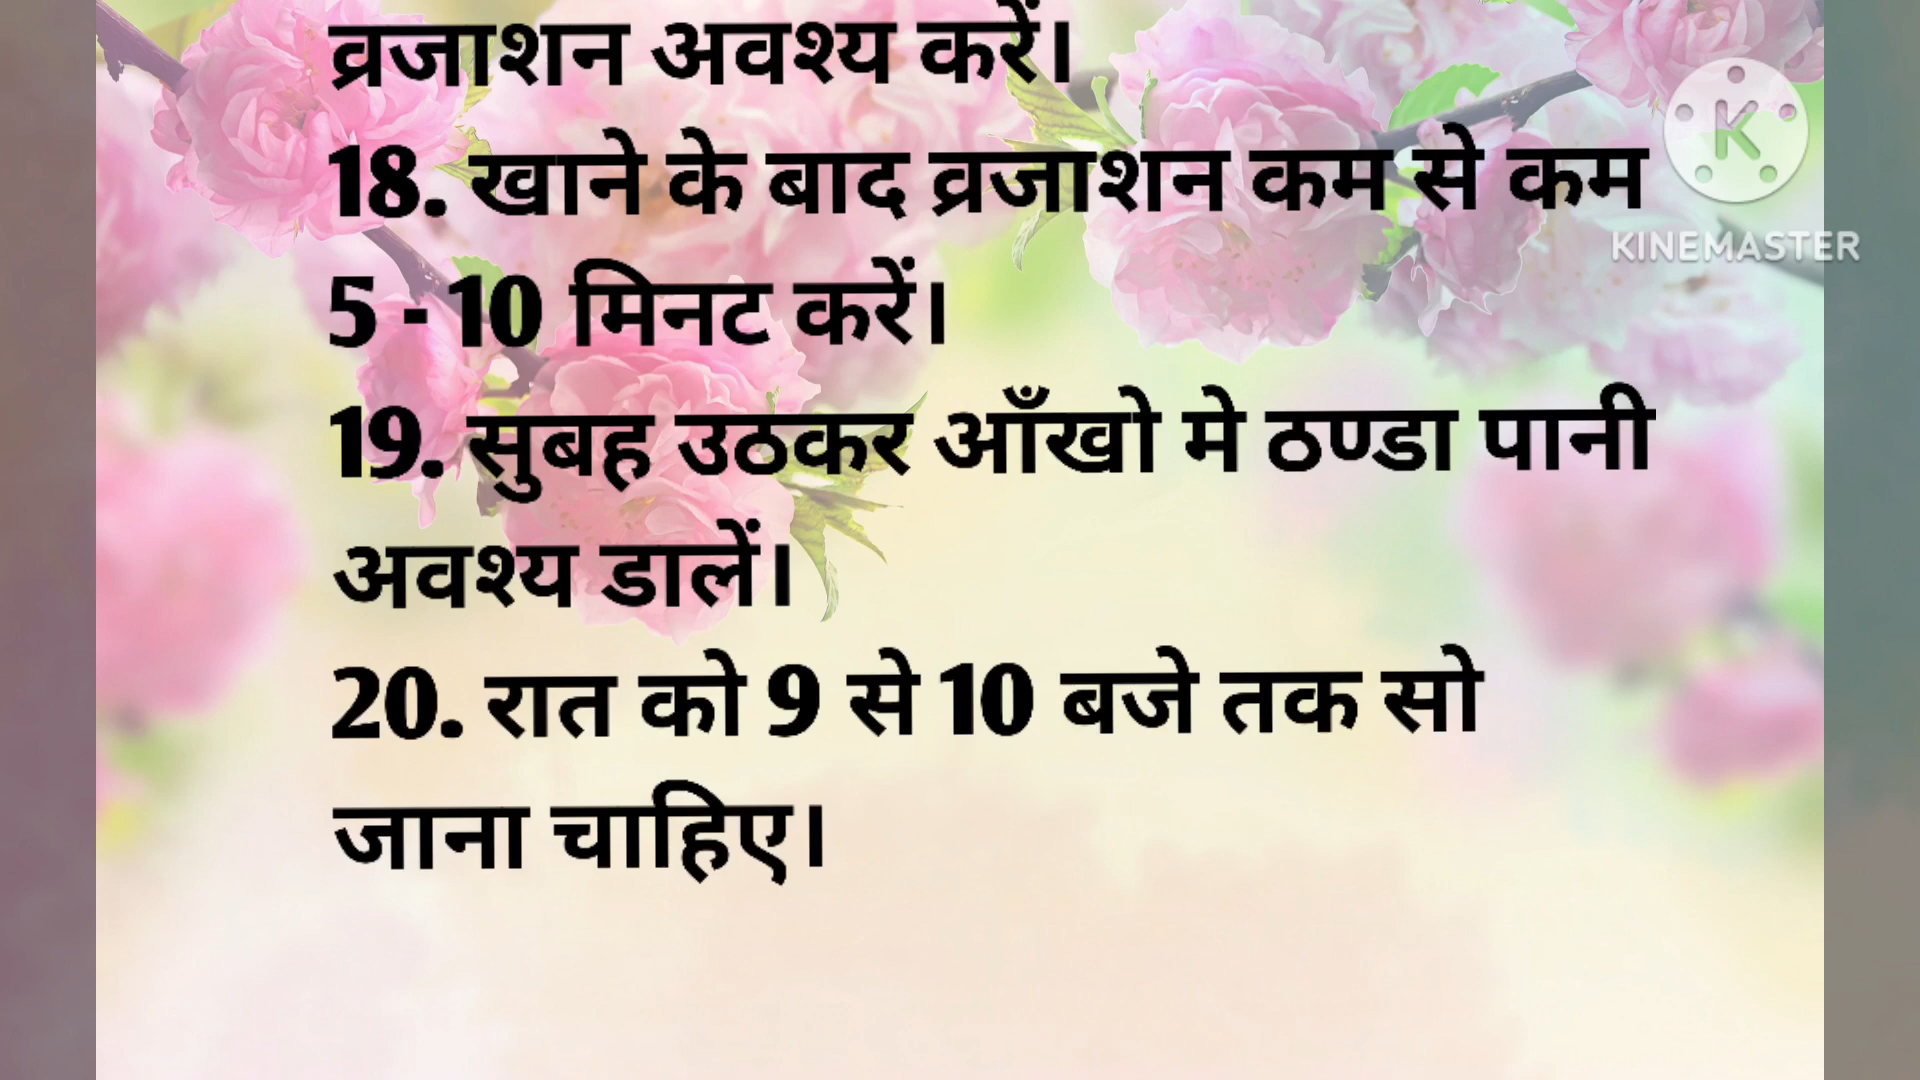 व्रजाशन अवश्य करें।
18. खाने के बाद व्रजाशन कम से कम
5 - 10 मिनट करें।
19. सुबह उठकर आँखो मे ठण्डा पानी
अवश्य डालें।
20. रात को 9 से 10 बजे तक सो
जाना चाहिए।
K
KINEMASTER